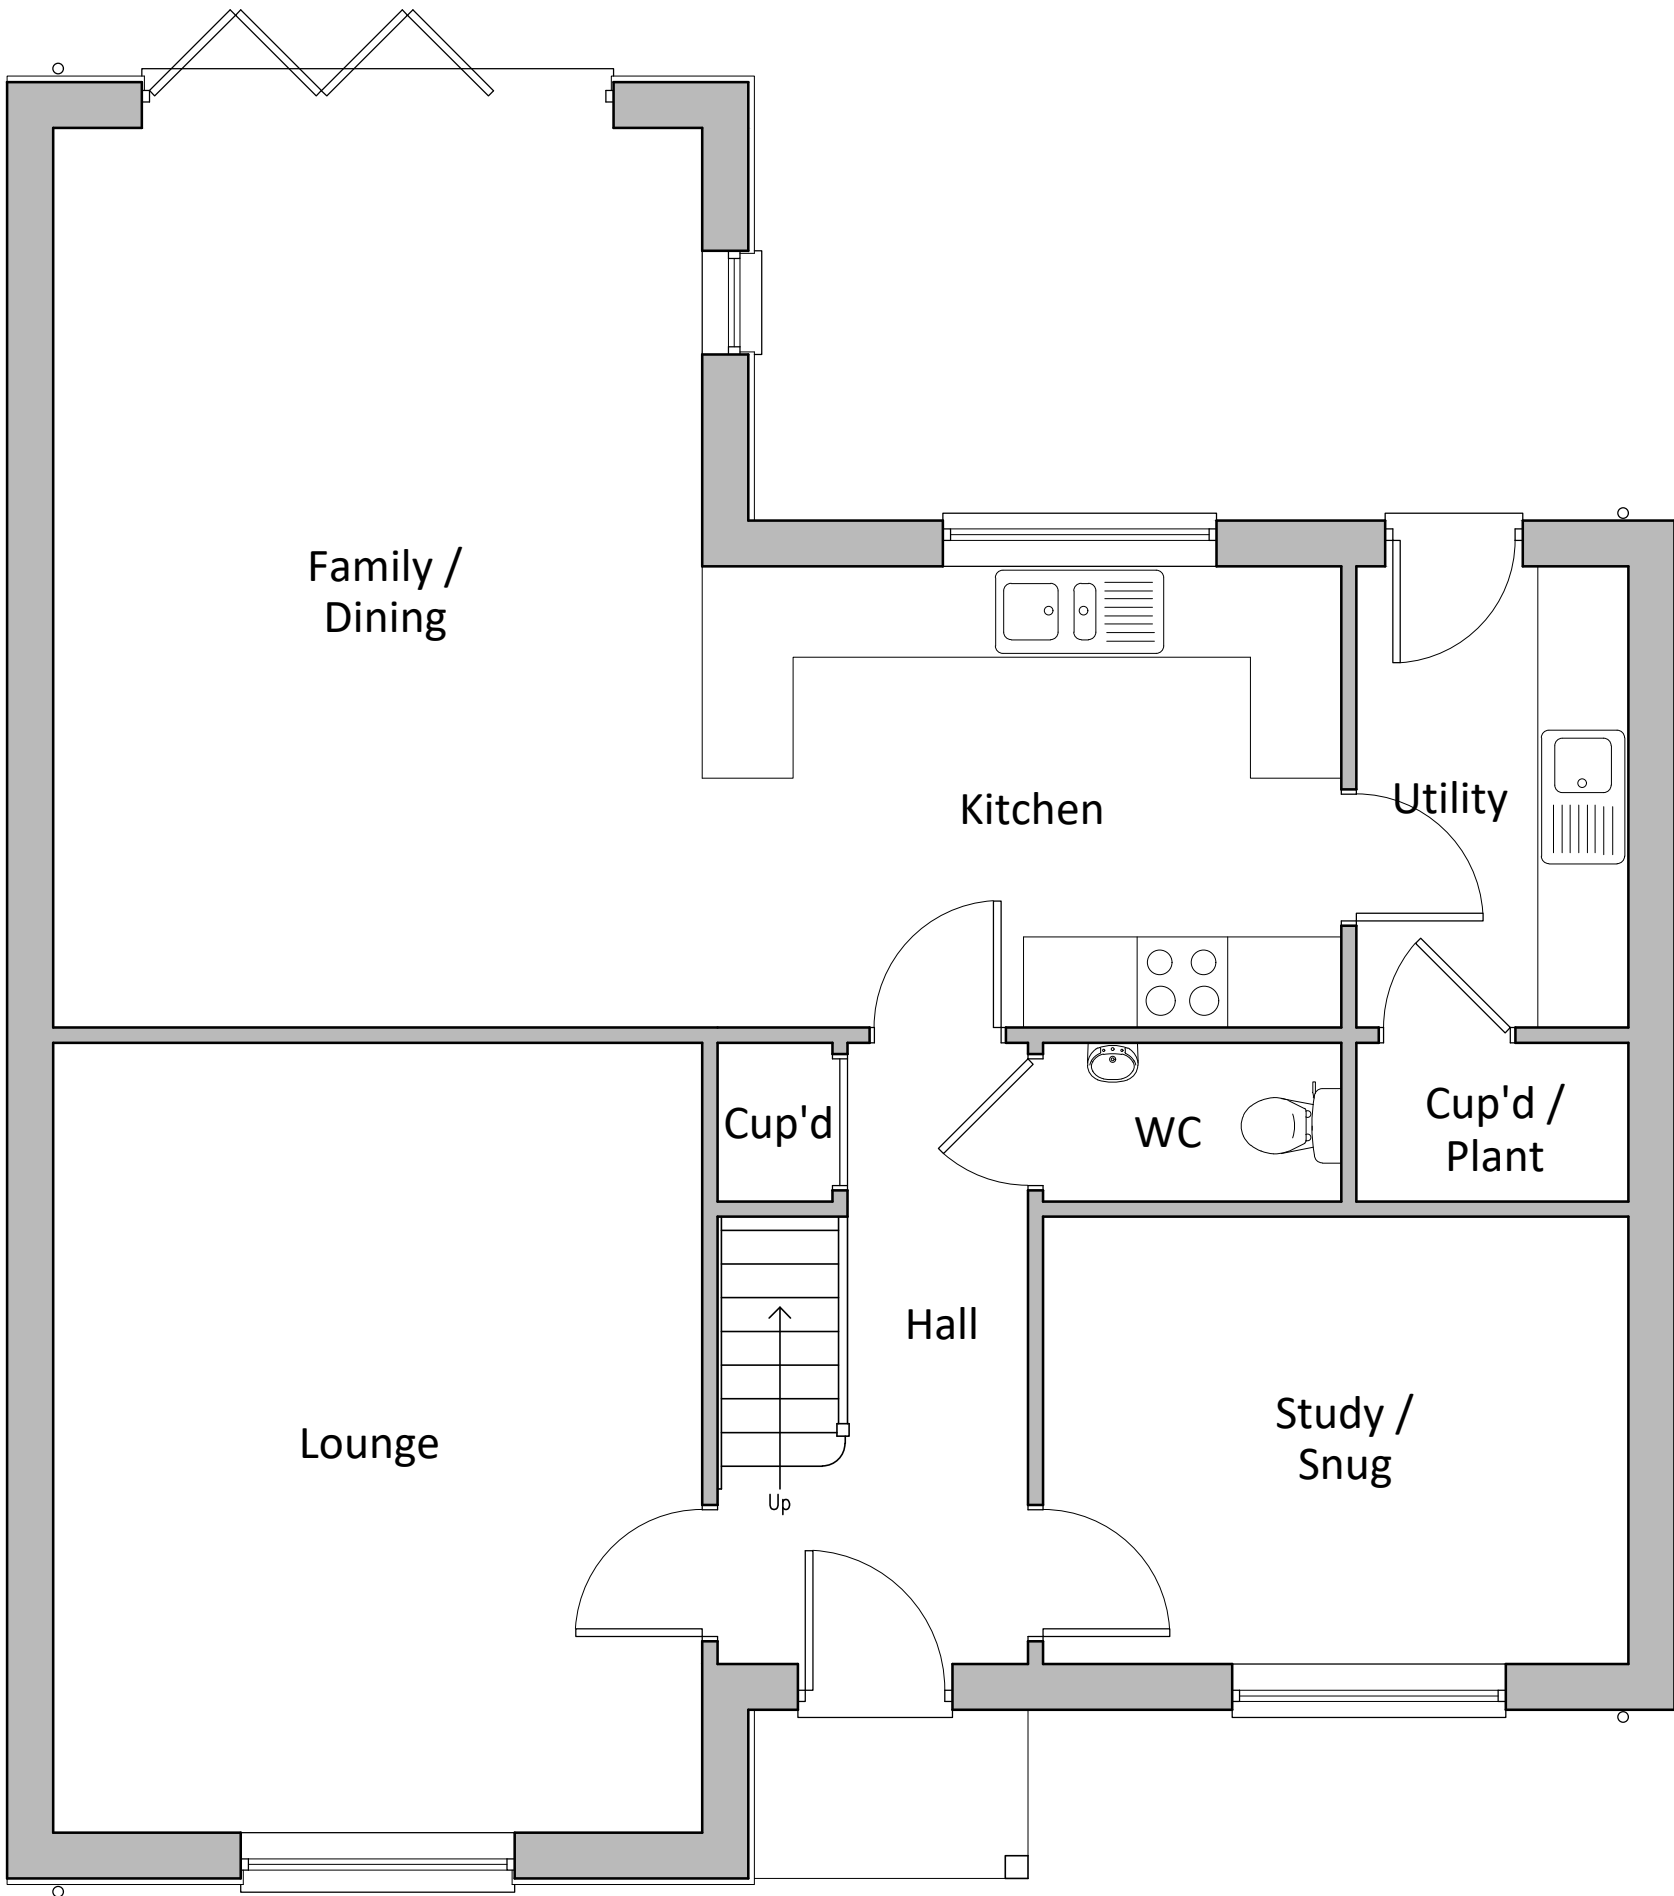 Family /
Dining
Kitchen
Utility
Cup'd
WC
Cup'd /
Plant
Hall
Lounge
Study /
Snug
Up